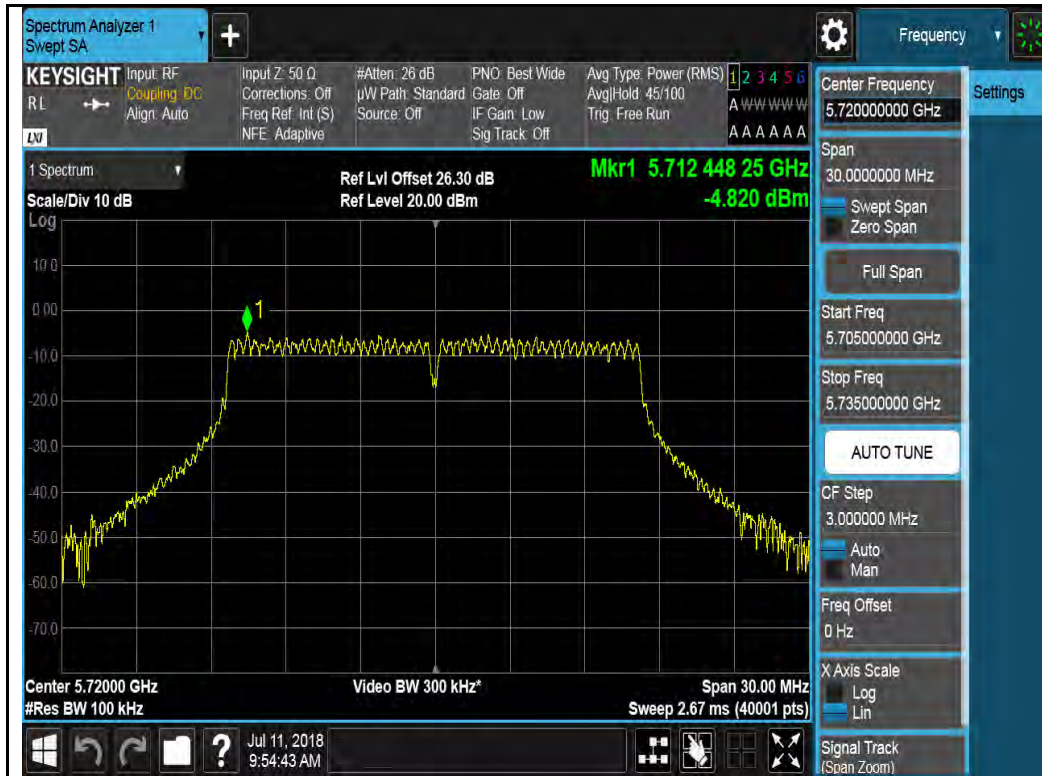 Spectrum Analyzer 1
Swept SA
+
Frequency
KEYSIGHT
RL
LXI
Input: RF
Coupling: DC
Align: Auto
Input Z: 50 Ω
Corrections: Off
Freq Ref: Int (S)
NFE: Adaptive
#Atten: 26 dB
µW Path: Standard
Source: Off
PNO: Best Wide
Gate: Off
IF Gain: Low
Sig Track: Off
Avg Type: Power (RMS)
Avg|Hold: 45/100
Trig: Free Run
1 2 3 4 5 6
A W W W W W
A A A A A A
1 Spectrum
Scale/Div 10 dB
Ref Lvl Offset 26.30 dB
Ref Level 20.00 dBm
Mkr1 5.712 448 25 GHz
-4.820 dBm
Log
10.0
0.00
-10.0
-20.0
-30.0
-40.0
-50.0
-60.0
-70.0
1
Center 5.72000 GHz
#Res BW 100 kHz
Video BW 300 kHz*
Span 30.00 MHz
Sweep 2.67 ms (40001 pts)
?
Jul 11, 2018
9:54:43 AM
Center Frequency
5.720000000 GHz
Settings
Span
30.0000000 MHz
Swept Span
Zero Span
Full Span
Start Freq
5.705000000 GHz
Stop Freq
5.735000000 GHz
AUTO TUNE
CF Step
3.000000 MHz
Auto
Man
Freq Offset
0 Hz
X Axis Scale
Log
Lin
Signal Track
(Span Zoom)